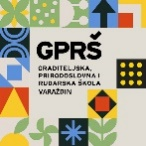 GPRŠ
GRADITELJSKA,
PRIRODOSLOVNA I
RUDARSKA ŠKOLA
VARAŽDIN